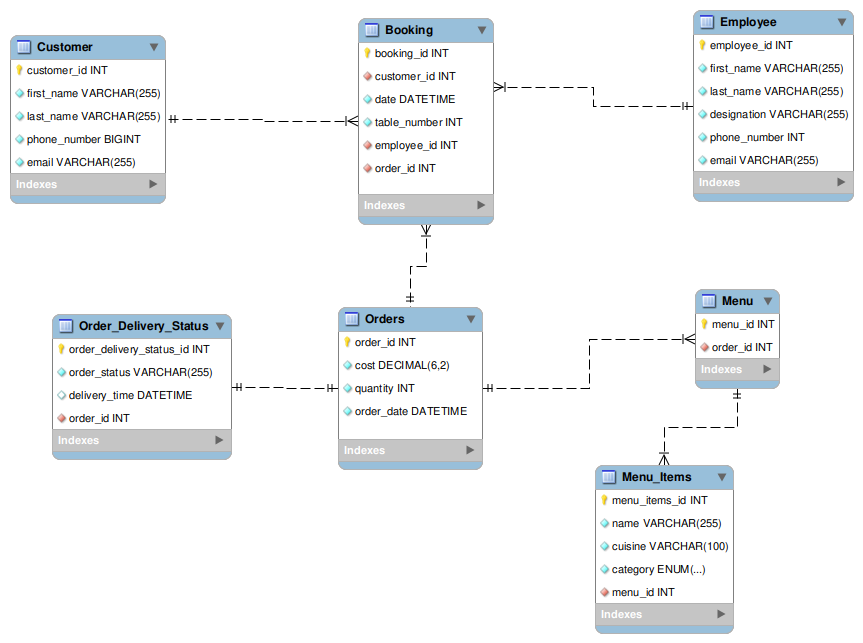 Customer
customer_id INT
first_name VARCHAR(255)
last_name VARCHAR(255)
phone_number BIGINT
email VARCHAR(255)
Indexes
Booking
booking_id INT
customer_id INT
date DATETIME
table_number INT
employee_id INT
order_id INT
Indexes
Employee
employee_id INT
first_name VARCHAR(255)
last_name VARCHAR(255)
designation VARCHAR(255)
phone_number INT
email VARCHAR(255)
Indexes
Order_Delivery_Status
order_delivery_status_id INT
order_status VARCHAR(255)
delivery_time DATETIME
order_id INT
Indexes
Orders
order_id INT
cost DECIMAL(6,2)
quantity INT
order_date DATETIME
Indexes
Menu
menu_id INT
order_id INT
Indexes
Menu_Items
menu_items_id INT
name VARCHAR(255)
cuisine VARCHAR(100)
category ENUM(...)
menu_id INT
Indexes